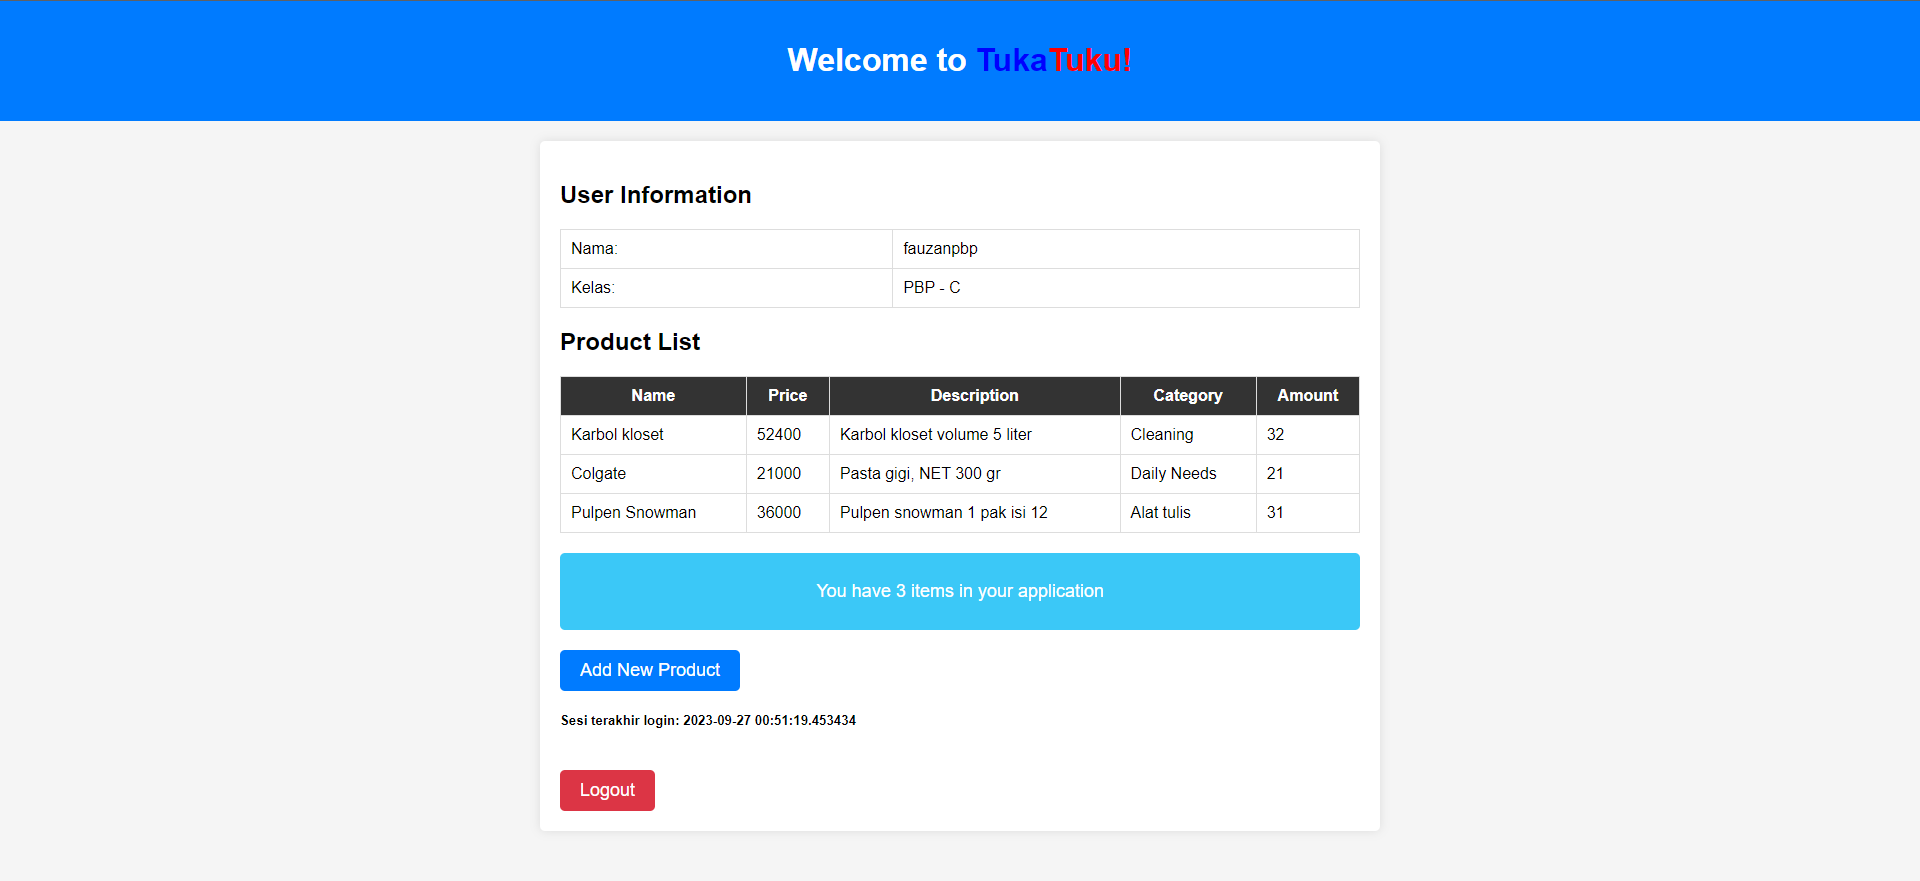 Welcome to TukaTuku!
User Information
Nama: fauzanpbp
Kelas: PBP - C
Product List
Name Price Description Category Amount
Karbol kloset 52400 Karbol kloset volume 5 liter Cleaning 32
Colgate 21000 Pasta gigi, NET 300 gr Daily Needs 21
Pulpen Snowman 36000 Pulpen snowman 1 pak isi 12 Alat tulis 31
You have 3 items in your application
Add New Product
Sesi terakhir login: 2023-09-27 00:51:19.453434
Logout